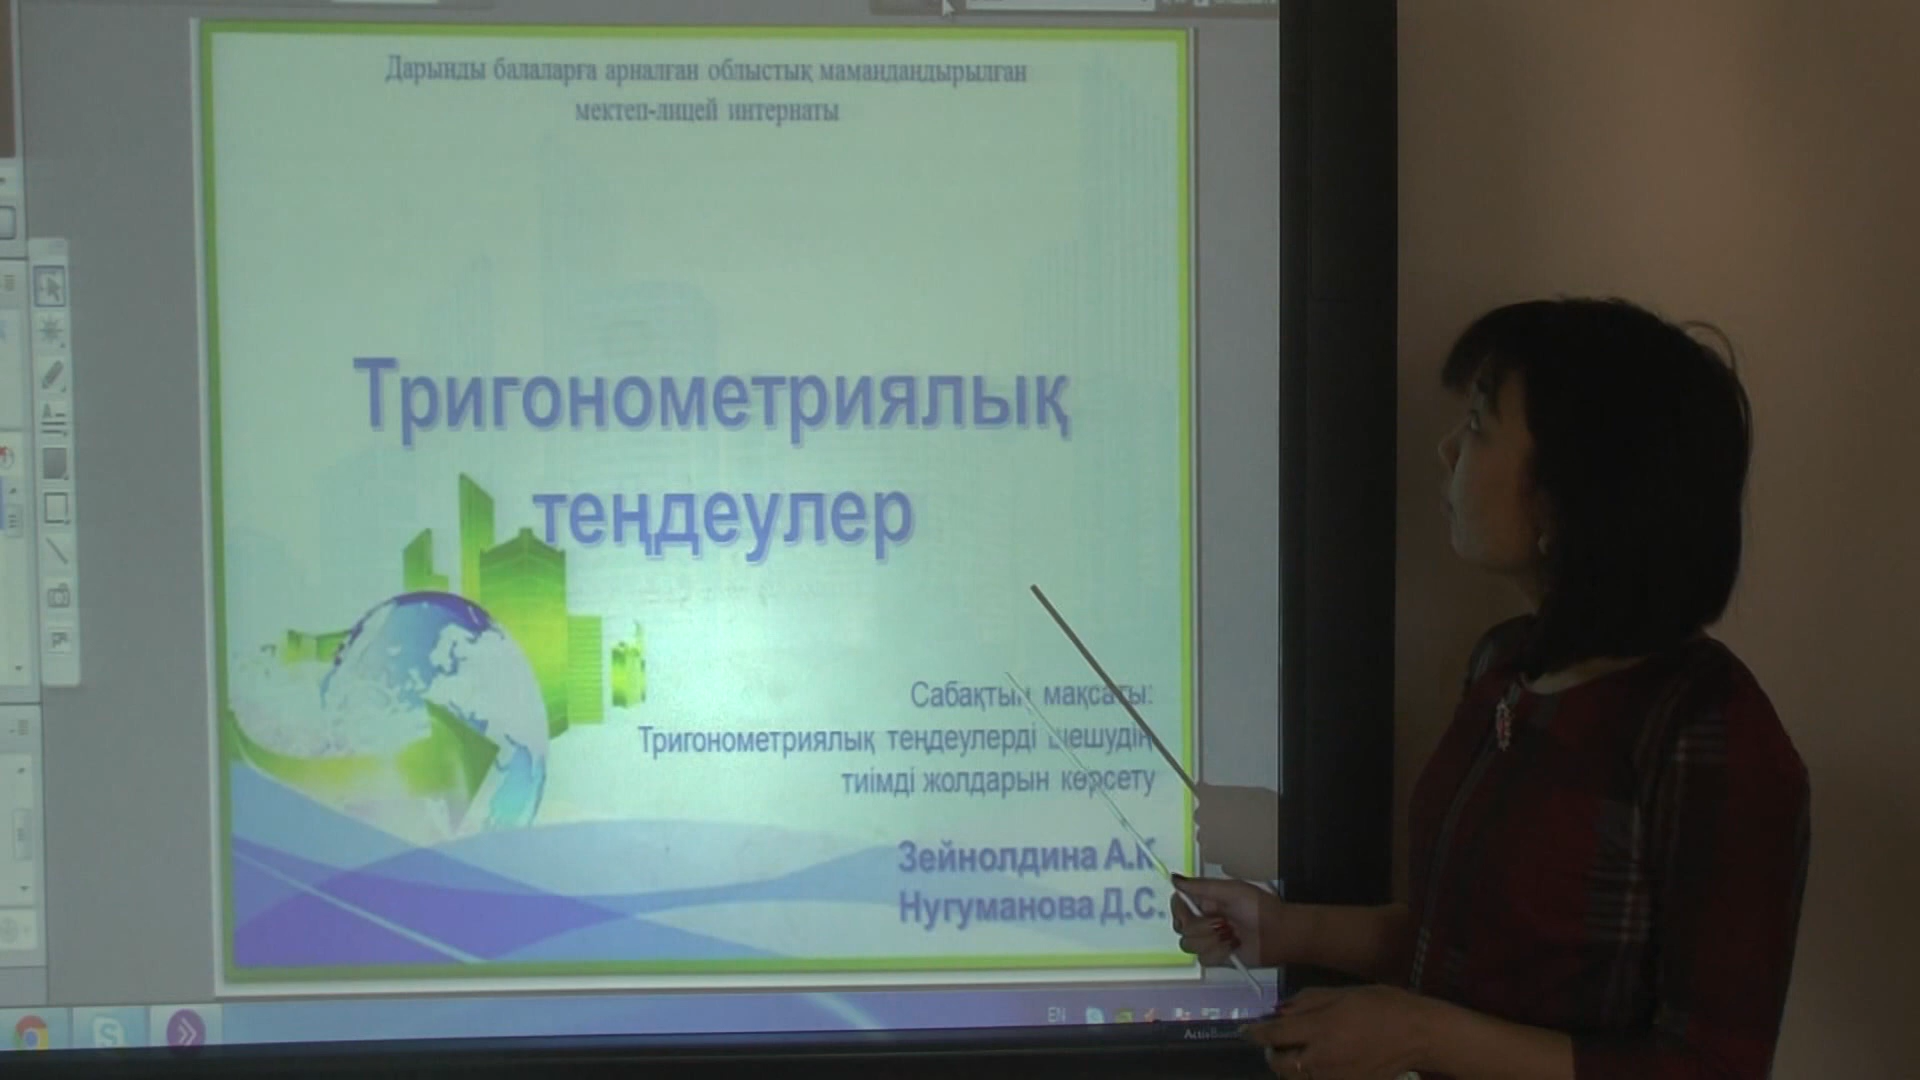 Дарынды балаларға арналған облыстық мамандандырылған
мектеп-лицей интернаты
Тригонометриялық
теңдеулер
Сабақтың мақсаты:
Тригонометриялық теңдеулерді шешудің
тиімді жолдарын көрсету
Зейнолдина А.К
Нугуманова Д.С.
EN